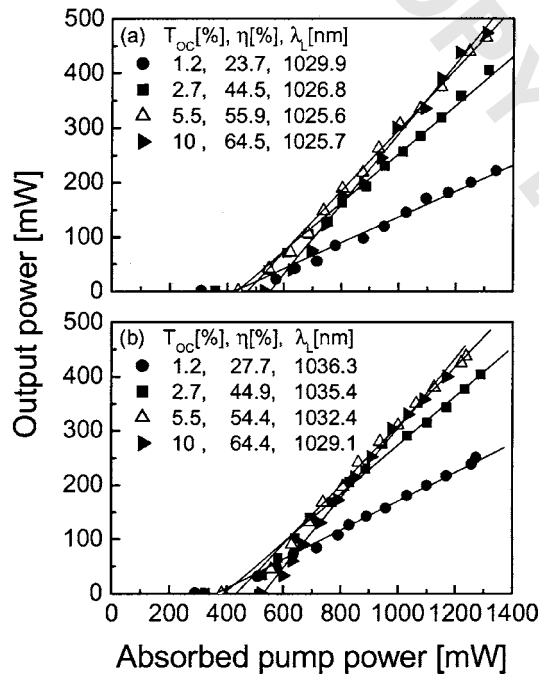 500
400
300
200
100
0
(a) T_OC[%], η[%], λ_L[nm]
1.2, 23.7, 1029.9
2.7, 44.5, 1026.8
5.5, 55.9, 1025.6
10 , 64.5, 1025.7
Output power [mW]
500
400
300
200
100
0
(b) T_OC[%], η[%], λ_L[nm]
1.2, 27.7, 1036.3
2.7, 44.9, 1035.4
5.5, 54.4, 1032.4
10 , 64.4, 1029.1
0 200 400 600 800 1000 1200 1400
Absorbed pump power [mW]